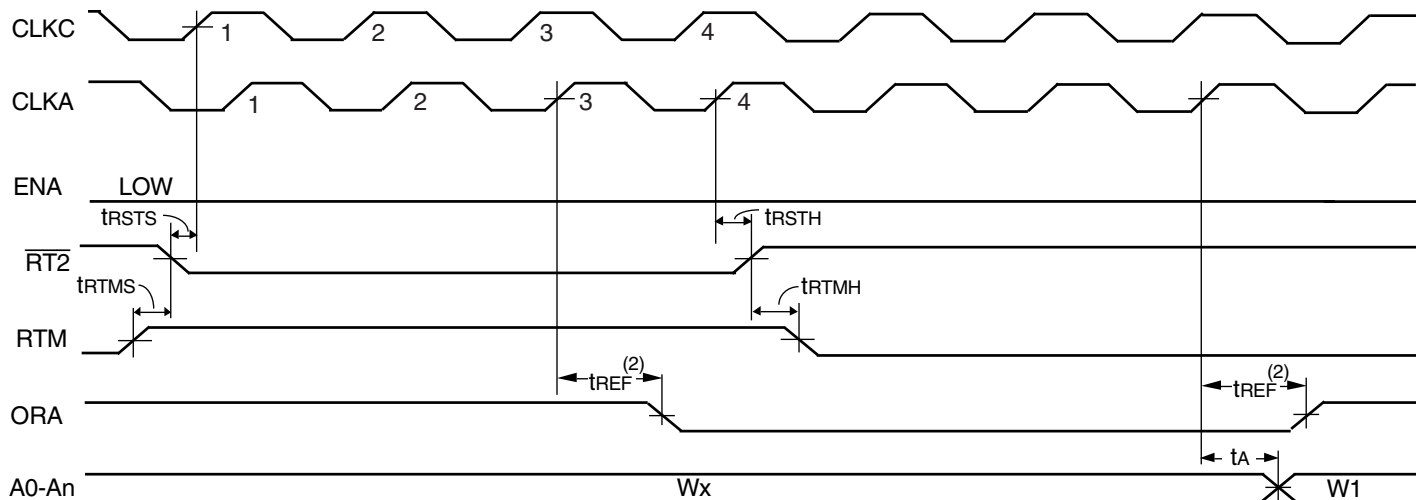 CLKC 1 2 3 4
CLKA 1 2 3 4
ENA LOW
tRSTS tRSTH
RT2
tRTMS tRTMH
RTM
tREF(2) tREF(2)
ORA
tA
A0-An Wx W1